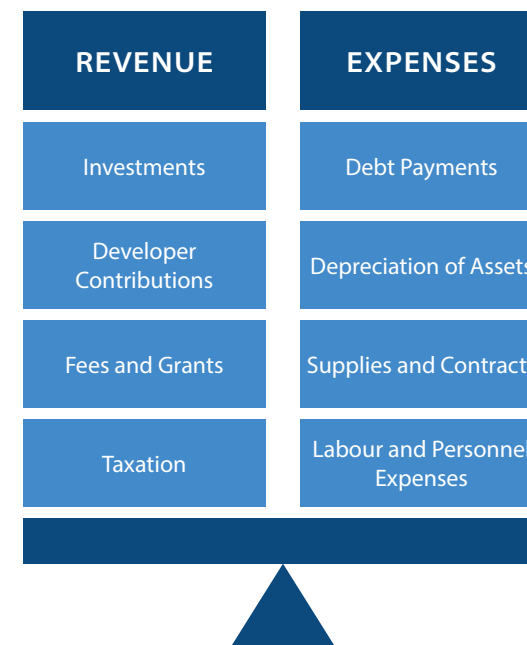 REVENUE
EXPENSES
Investments
Debt Payments
Developer
Contributions
Depreciation of Assets
Fees and Grants
Supplies and Contract
Taxation
Labour and Personnel
Expenses